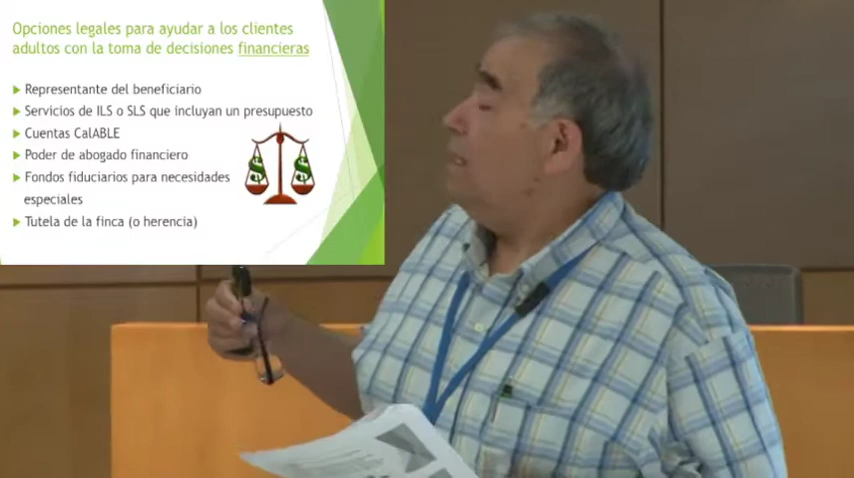 Opciones legales para ayudar a los clientes
adultos con la toma de decisiones financieras
Representante del beneficiario
Servicios de ILS o SLS que incluyan un presupuesto
Cuentas CalABLE
Poder de abogado financiero
Fondos fiduciarios para necesidades
especiales
Tutela de la finca (o herencia)
$ $